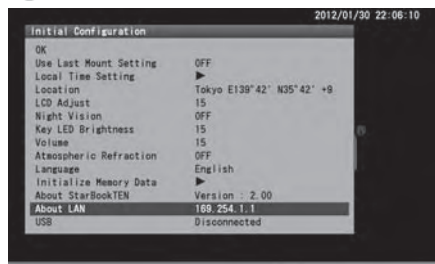 2012/01/30 22:06:10
Initial Configuration
OK
Use Last Mount Setting OFF
Local Time Setting ▶
Location Tokyo E139°42' N35°42' +9
LCD Adjust 15
Night Vision OFF
Key LED Brightness 15
Volume 15
Atmospheric Refraction OFF
Language English
Initialize Memory Data ▶
About StarBookTEN Version : 2.00
About LAN 169.254.1.1
USB Disconnected